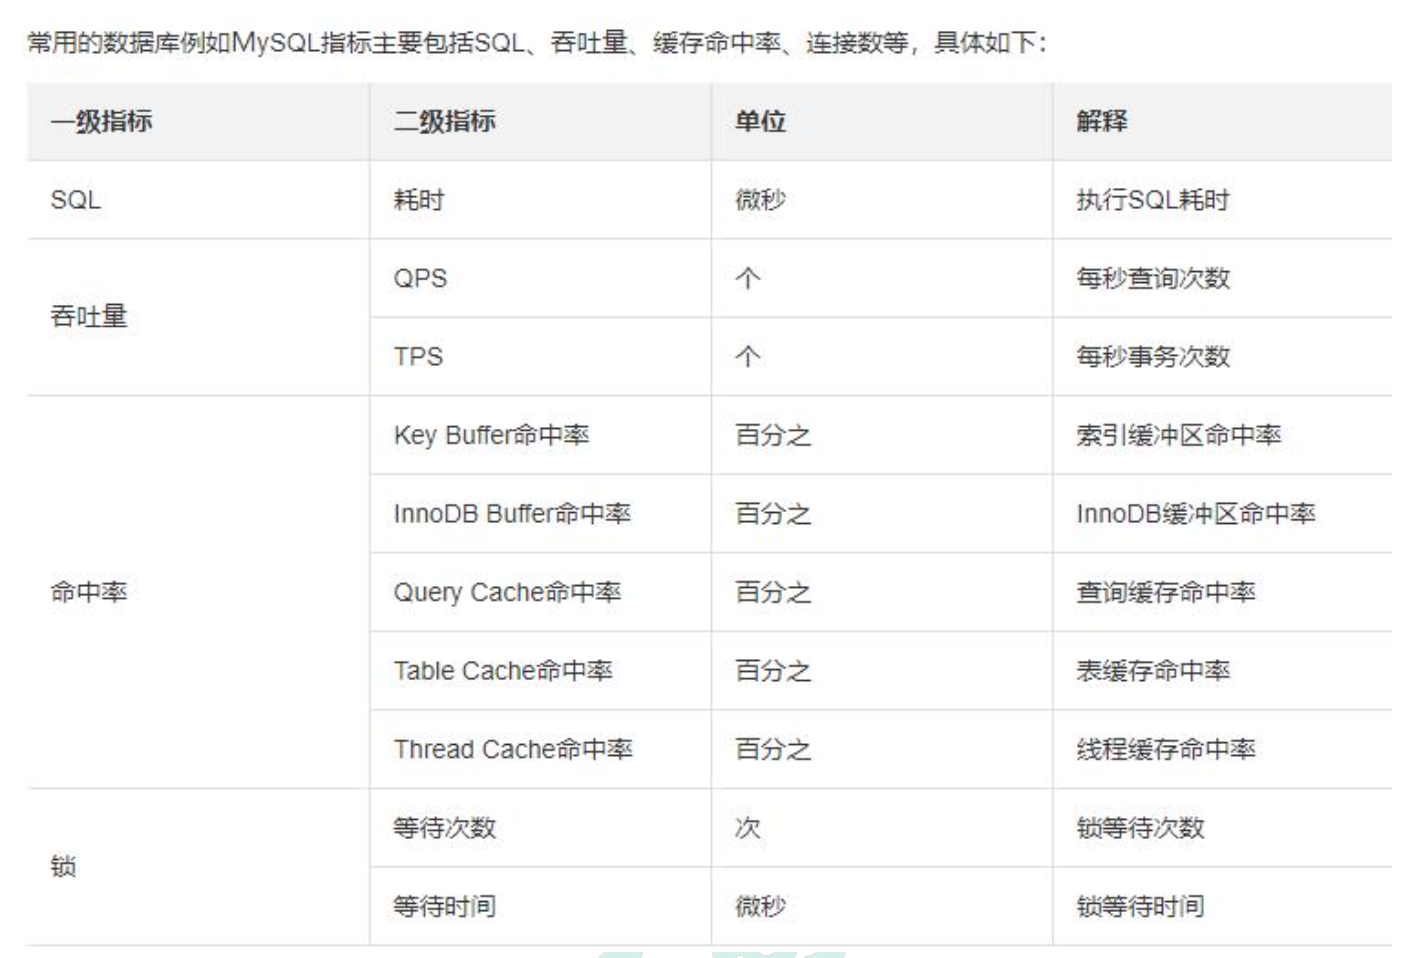 常用的数据库例如MySQL指标主要包括SQL、吞吐量、缓存命中率、连接数等，具体如下：
一级指标 二级指标 单位 解释
SQL 耗时 微秒 执行SQL耗时
吞吐量 QPS 个 每秒查询次数
TPS 个 每秒事务次数
命中率 Key Buffer命中率 百分之 索引缓冲区命中率
InnoDB Buffer命中率 百分之 InnoDB缓冲区命中率
Query Cache命中率 百分之 查询缓存命中率
Table Cache命中率 百分之 表缓存命中率
Thread Cache命中率 百分之 线程缓存命中率
锁 等待次数 次 锁等待次数
等待时间 微秒 锁等待时间